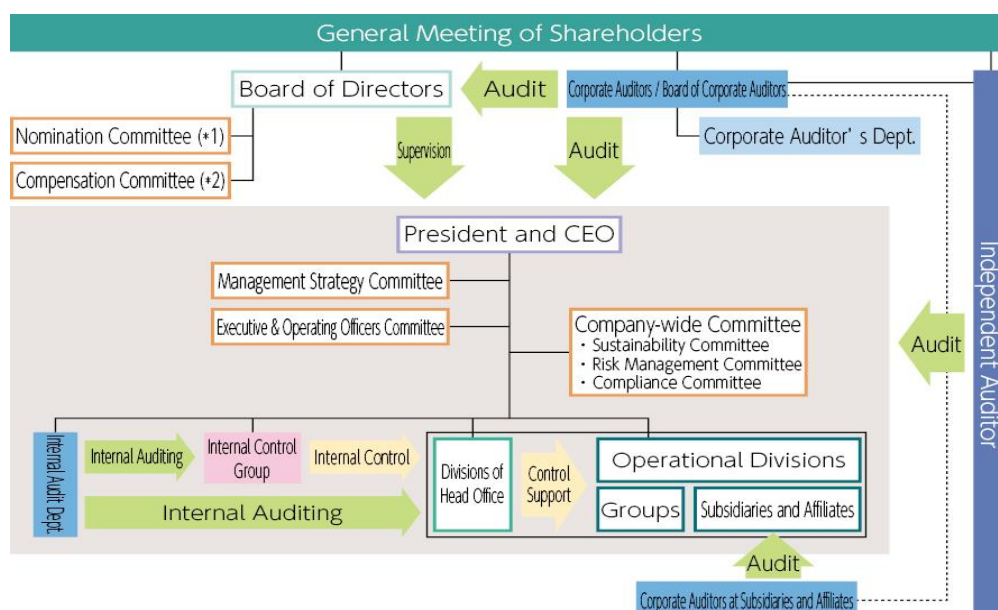 General Meeting of Shareholders
Board of Directors
Audit
Corporate Auditors / Board of Corporate Auditors
Nomination Committee (*1)
Supervision
Audit
Corporate Auditor's Dept.
Compensation Committee (*2)
President and CEO
Independent Auditor
Management Strategy Committee
Executive & Operating Officers Committee
Company-wide Committee
・Sustainability Committee
・Risk Management Committee
・Compliance Committee
Audit
Internal Audit Dept.
Internal Auditing
Internal Control
Group
Internal Control
Internal Auditing
Divisions of
Head Office
Control
Support
Operational Divisions
Groups
Subsidiaries and Affiliates
Audit
Corporate Auditors at Subsidiaries and Affiliates